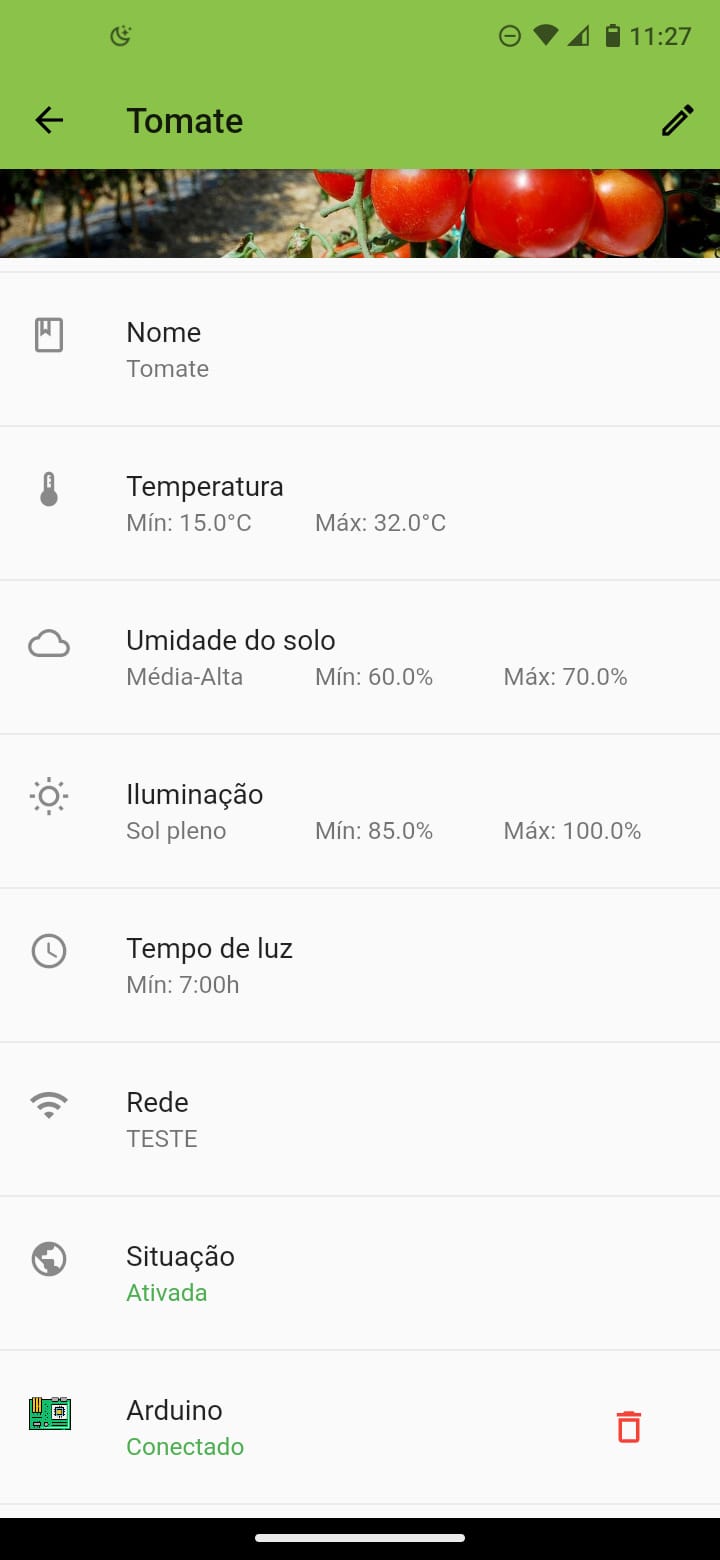 11:27
Tomate
Nome
Tomate
Temperatura
Mín: 15.0°C Máx: 32.0°C
Umidade do solo
Média-Alta Mín: 60.0% Máx: 70.0%
Iluminação
Sol pleno Mín: 85.0% Máx: 100.0%
Tempo de luz
Mín: 7:00h
Rede
TESTE
Situação
Ativada
Arduino
Conectado